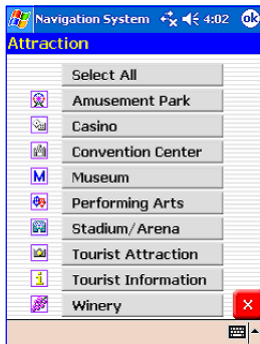 Navigation System 4:02 ok
Attraction
Select All
Amusement Park
Casino
Convention Center
M Museum
Performing Arts
Stadium/Arena
Tourist Attraction
i Tourist Information
Winery
X